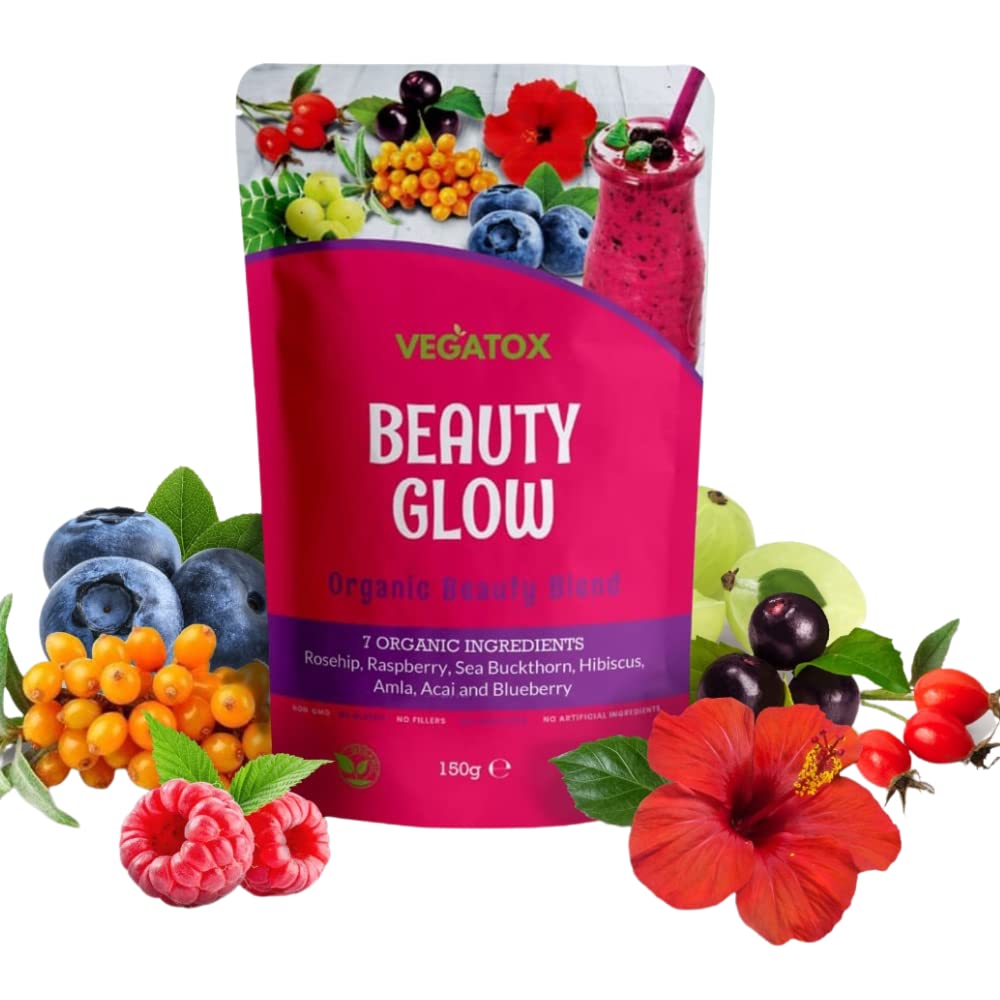 VEGATOX
BEAUTY
GLOW
Organic Beauty Blend
7 ORGANIC INGREDIENTS
Rosehip, Raspberry, Sea Buckthorn, Hibiscus,
Amla, Acai and Blueberry
NON GMO NO FILLERS NO ARTIFICIAL INGREDIENTS
150g ℮